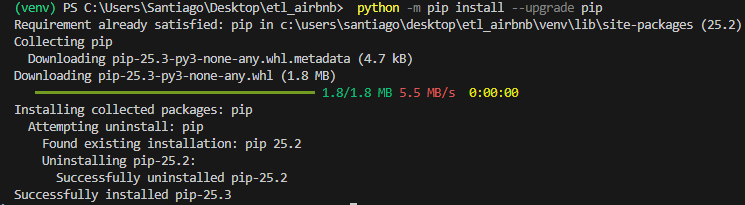 (venv) PS C:\Users\Santiago\Desktop\etl_airbnb> python -m pip install --upgrade pip
Requirement already satisfied: pip in c:\users\santiago\desktop\etl_airbnb\venv\lib\site-packages (25.2)
Collecting pip
  Downloading pip-25.3-py3-none-any.whl.metadata (4.7 kB)
Downloading pip-25.3-py3-none-any.whl (1.8 MB)
1.8/1.8 MB 5.5 MB/s  0:00:00
Installing collected packages: pip
  Attempting uninstall: pip
    Found existing installation: pip 25.2
    Uninstalling pip-25.2:
      Successfully uninstalled pip-25.2
Successfully installed pip-25.3